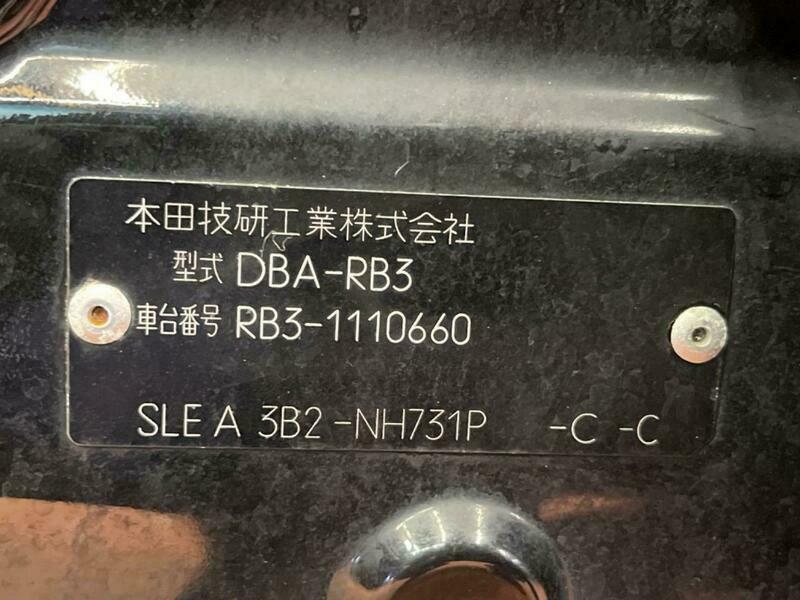 本田技研工業株式会社
型式 DBA-RB3
車台番号 RB3-1110660
SLE A 3B2 -NH731P -C -C